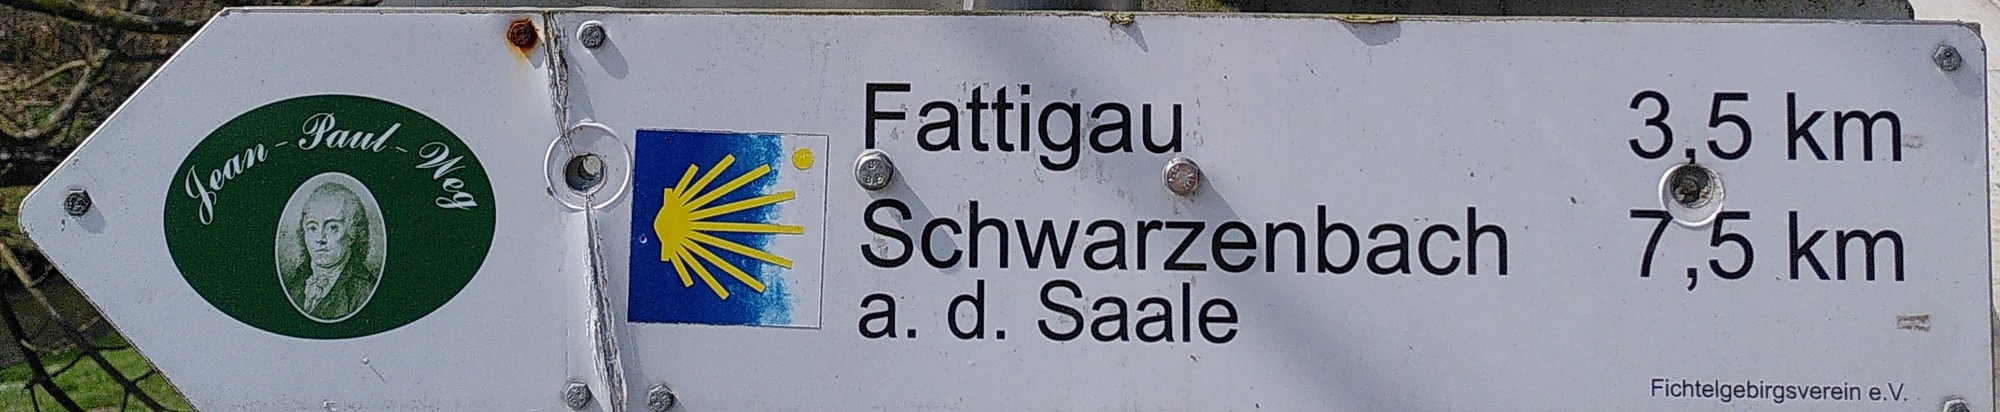 Jean-Paul-Weg
Fattigau 3,5 km
Schwarzenbach 7,5 km
a. d. Saale
Fichtelgebirgsverein e.V.